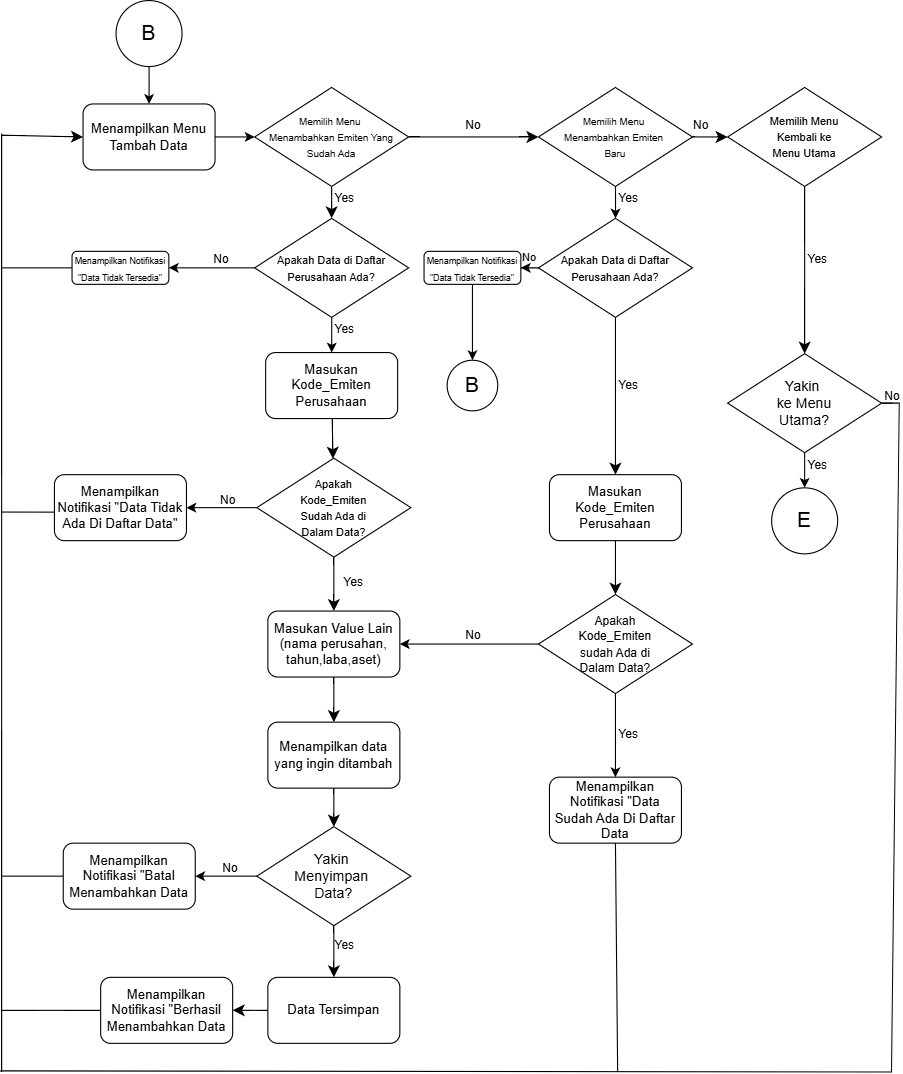 B
Menampilkan Menu
Tambah Data
Memilih Menu
Menambahkan Emiten Yang
Sudah Ada
No
Memilih Menu
Menambahkan Emiten
Baru
No
Memilih Menu
Kembali ke
Menu Utama
Yes
Yes
Menampilkan Notifikasi
"Data Tidak Tersedia"
No
Apakah Data di Daftar
Perusahaan Ada?
Menampilkan Notifikasi
"Data Tidak Tersedia"
No
Apakah Data di Daftar
Perusahaan Ada?
Yes
Yes
Masukan
Kode_Emiten
Perusahaan
B
Yes
Yakin
ke Menu
Utama?
No
Yes
E
Menampilkan
Notifikasi "Data Tidak
Ada Di Daftar Data"
No
Apakah
Kode_Emiten
Sudah Ada di
Dalam Data?
Masukan
Kode_Emiten
Perusahaan
Yes
Masukan Value Lain
(nama perusahan,
tahun,laba,aset)
No
Apakah
Kode_Emiten
sudah Ada di
Dalam Data?
Yes
Menampilkan data
yang ingin ditambah
Menampilkan
Notifikasi "Data
Sudah Ada Di Daftar
Data
Menampilkan
Notifikasi "Batal
Menambahkan Data
No
Yakin
Menyimpan
Data?
Yes
Menampilkan
Notifikasi "Berhasil
Menambahkan Data
Data Tersimpan